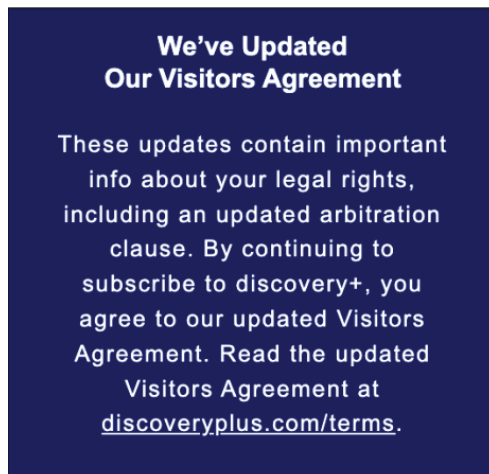 We’ve Updated
Our Visitors Agreement
These updates contain important
info about your legal rights,
including an updated arbitration
clause. By continuing to
subscribe to discovery+, you
agree to our updated Visitors
Agreement. Read the updated
Visitors Agreement at
discoveryplus.com/terms.